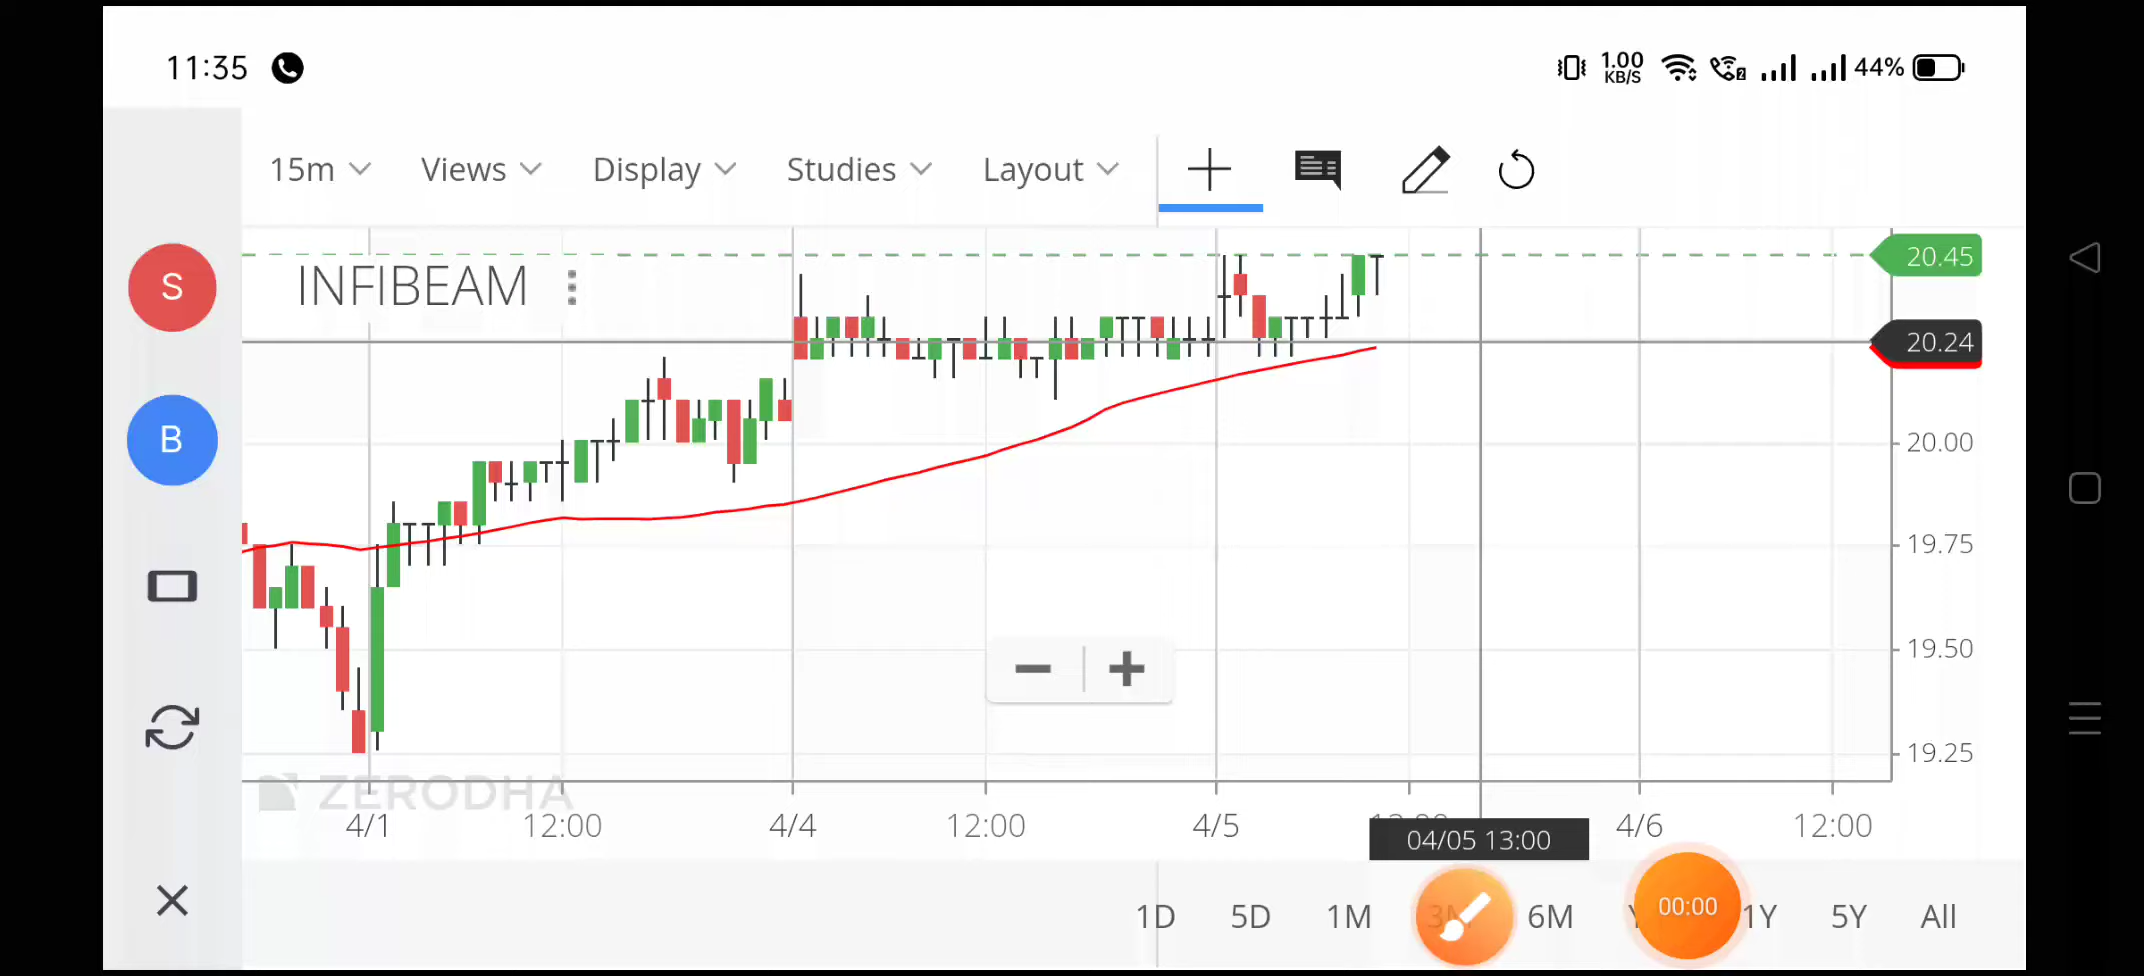 11:35 1.00 KB/S 44%
15m Views Display Studies Layout
S
INFIBEAM
20.45
20.24
B
20.00
19.75
19.50
19.25
ZERODHA
4/1 12:00 4/4 12:00 4/5 4/6 12:00
04/05 13:00
1D 5D 1M 3M 6M 1Y 5Y All
00:00